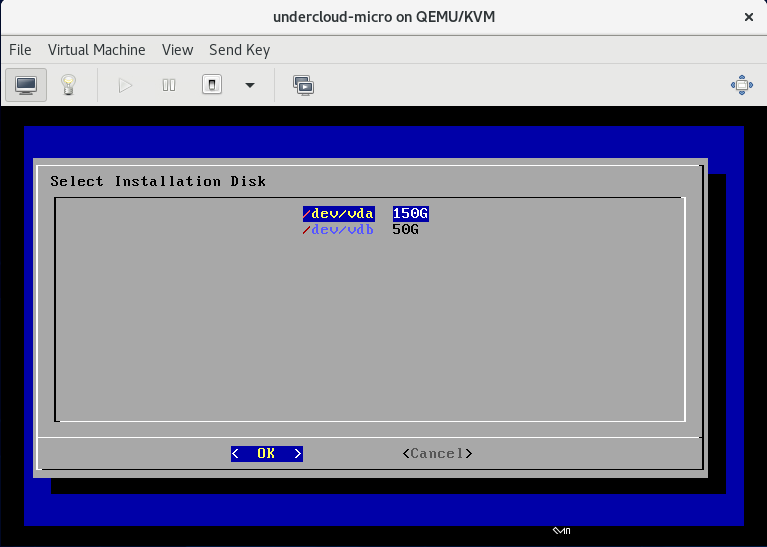 undercloud-micro on QEMU/KVM
File Virtual Machine View Send Key
Select Installation Disk
/dev/vda 150G
/dev/vdb 50G
< OK > <Cancel>